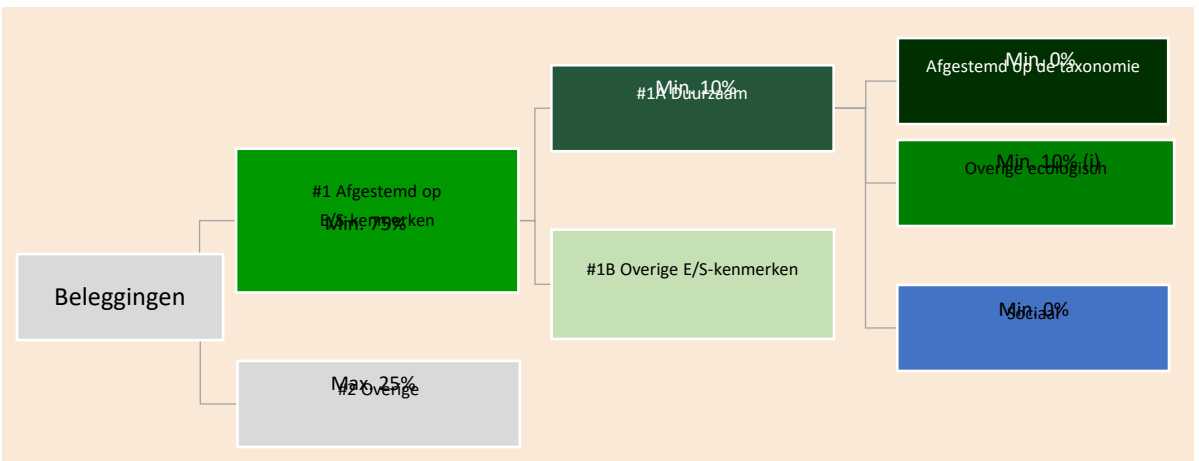 Beleggingen
#1 Afgestemd op
E/S-kenmerken
Min. 75%
Max. 25%
#2 Overige
Min. 10%
#1A Duurzaam
#1B Overige E/S-kenmerken
Min. 0%
Afgestemd op de taxonomie
Min. 10% (i)
Overige ecologisch
Min. 0%
Sociaal